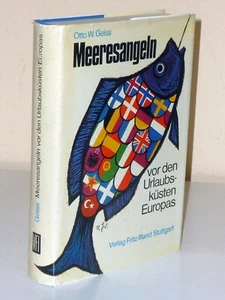 Otto W. Geiss
Meeresangeln
vor den
Urlaubs-
küsten
Europas
Verlag Fritz Ifland Stuttgart
Geiss Meeresangeln vor den Urlaubsküsten Europas